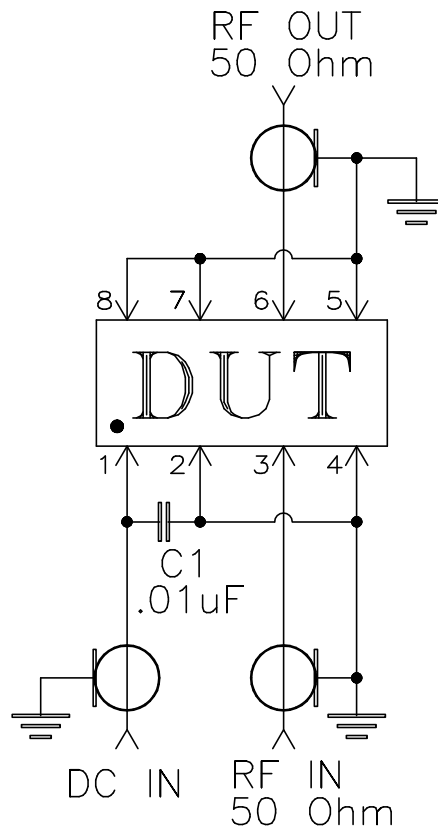 RF OUT
50 Ohm
8 7 6 5
DUT
1 2 3 4
C1
.01uF
DC IN
RF IN
50 Ohm